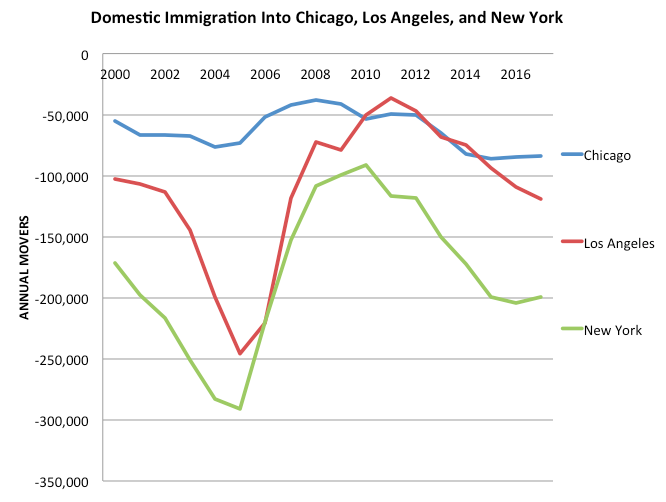 Domestic Immigration Into Chicago, Los Angeles, and New York
0
2000 2002 2004 2006 2008 2010 2012 2014 2016
-50,000
-100,000
-150,000
-200,000
-250,000
-300,000
-350,000
ANNUAL MOVERS
Chicago
Los Angeles
New York